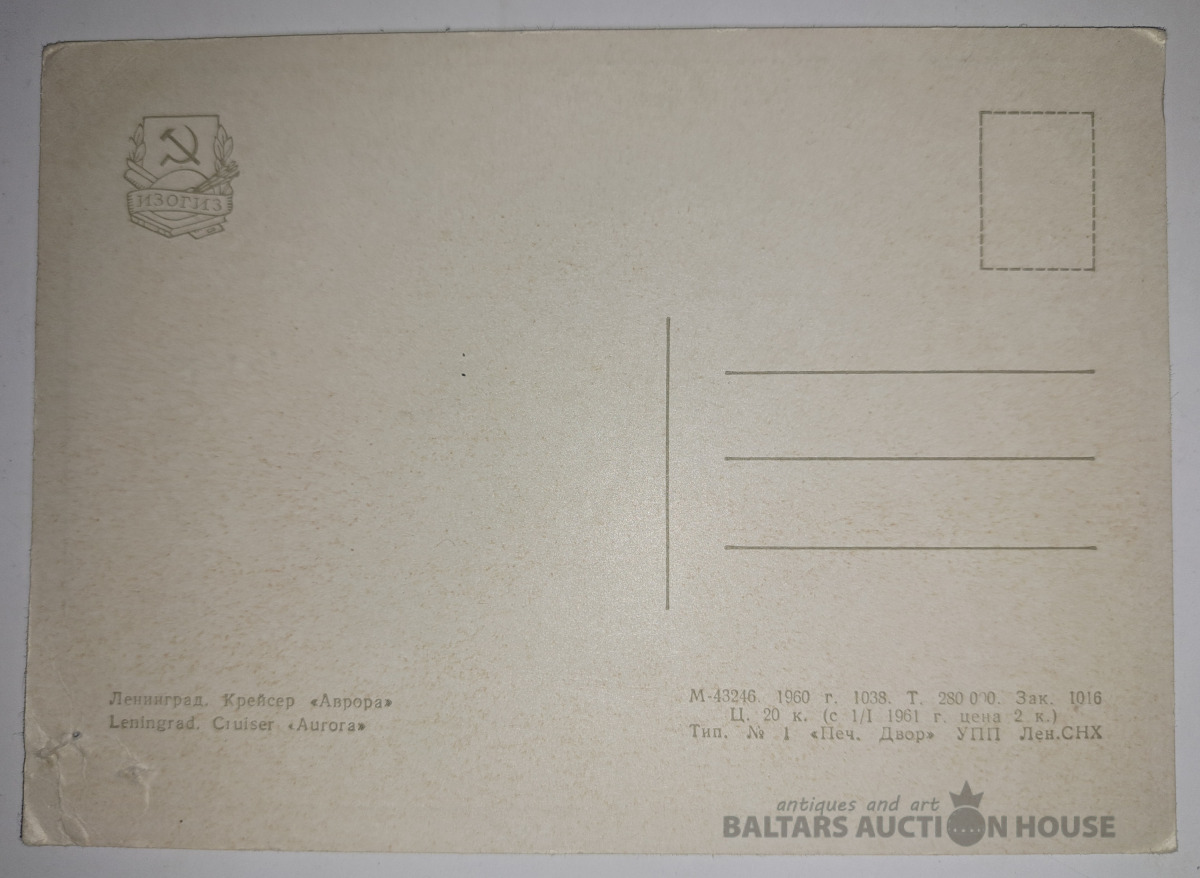 ИЗОГИЗ
Ленинград. Крейсер «Аврора»
Leningrad. Cruiser «Aurora»
М-43246. 1960 г. 1038. Т. 280 000. Зак. 1016
Ц. 20 к. (с 1/I 1961 г. цена 2 к.)
Тип. № 1 «Печ. Двор» УПП Лен.СНХ
antiques and art
BALTARS AUCTION HOUSE